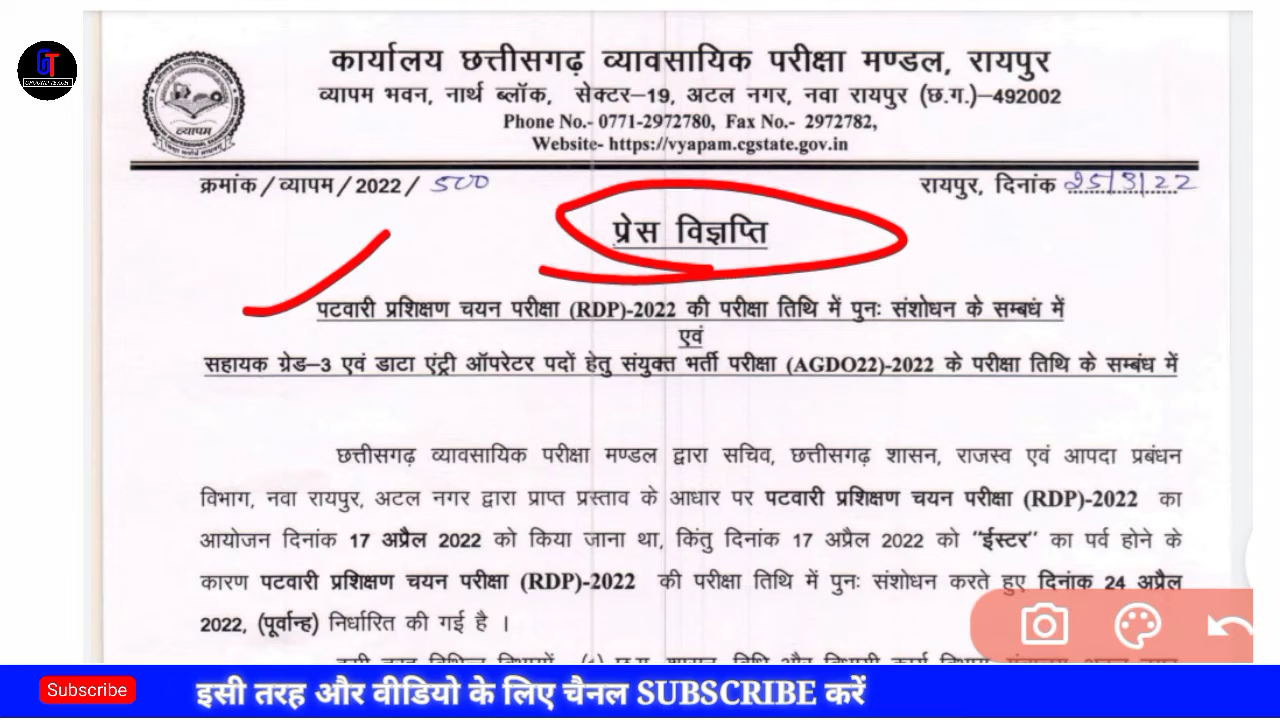 GT
कार्यालय छत्तीसगढ़ व्यावसायिक परीक्षा मण्डल, रायपुर
व्यापम भवन, नार्थ ब्लॉक, सेक्टर–19, अटल नगर, नवा रायपुर (छ.ग.)–492002
Phone No.- 0771-2972780, Fax No.- 2972782,
Website- https://vyapam.cgstate.gov.in
व्यापम
क्रमांक/व्यापम/2022/ 500 रायपुर, दिनांक 25/3/22
प्रेस विज्ञप्ति
पटवारी प्रशिक्षण चयन परीक्षा (RDP)-2022 की परीक्षा तिथि में पुनः संशोधन के सम्बंध में
एवं
सहायक ग्रेड–3 एवं डाटा एंट्री ऑपरेटर पदों हेतु संयुक्त भर्ती परीक्षा (AGDO22)-2022 के परीक्षा तिथि के सम्बंध में
छत्तीसगढ़ व्यावसायिक परीक्षा मण्डल द्वारा सचिव, छत्तीसगढ़ शासन, राजस्व एवं आपदा प्रबंधन
विभाग, नवा रायपुर, अटल नगर द्वारा प्राप्त प्रस्ताव के आधार पर पटवारी प्रशिक्षण चयन परीक्षा (RDP)-2022 का
आयोजन दिनांक 17 अप्रैल 2022 को किया जाना था, किंतु दिनांक 17 अप्रैल 2022 को "ईस्टर" का पर्व होने के
कारण पटवारी प्रशिक्षण चयन परीक्षा (RDP)-2022 की परीक्षा तिथि में पुनः संशोधन करते हुए दिनांक 24 अप्रैल
2022, (पूर्वान्ह) निर्धारित की गई है ।
Subscribe
इसी तरह और वीडियो के लिए चैनल SUBSCRIBE करें